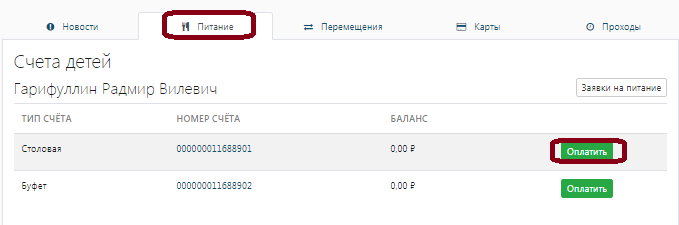 Новости Питание Перемещения Карты Проходы
Счета детей
Гарифуллин Радмир Вилевич Заявки на питание
ТИП СЧЁТА НОМЕР СЧЁТА БАЛАНС
Столовая 000000011688901 0,00 ₽ Оплатить
Буфет 000000011688902 0,00 ₽ Оплатить